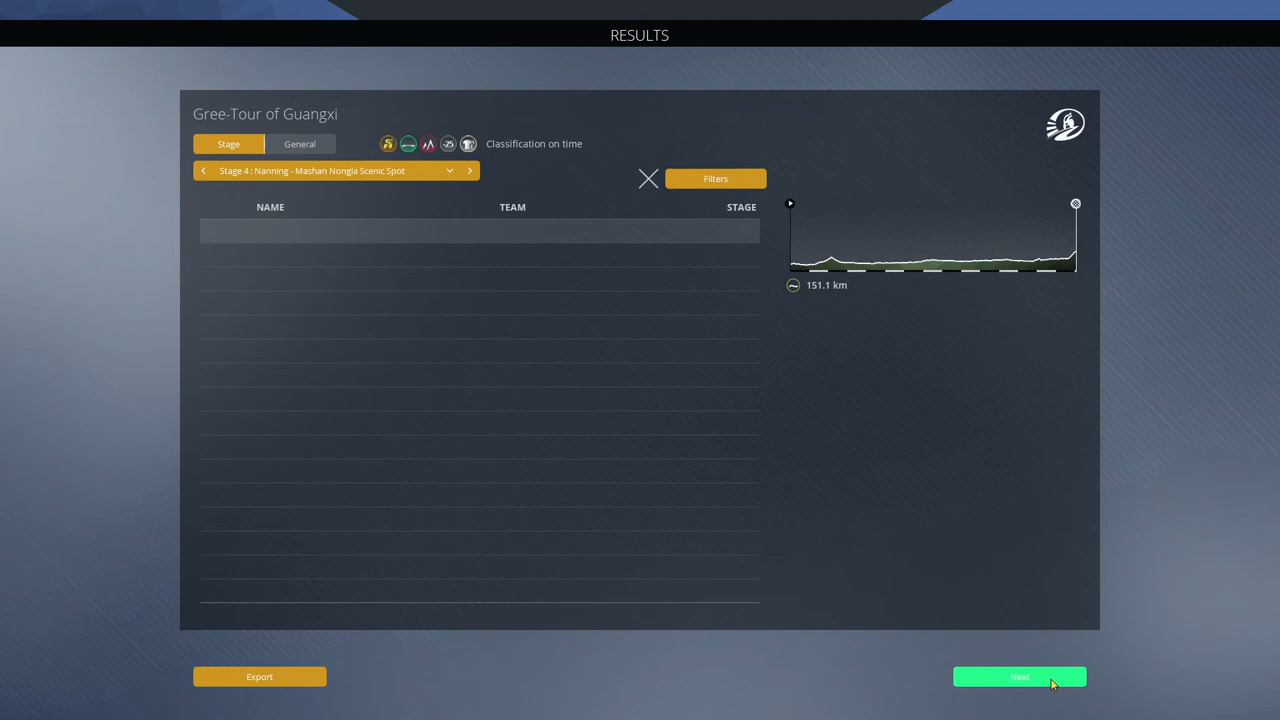 RESULTS
Gree-Tour of Guangxi
Stage
General
-25
Classification on time
Stage 4 : Nanning - Mashan Nongla Scenic Spot
Filters
NAME
TEAM
STAGE
151.1 km
Export
Next